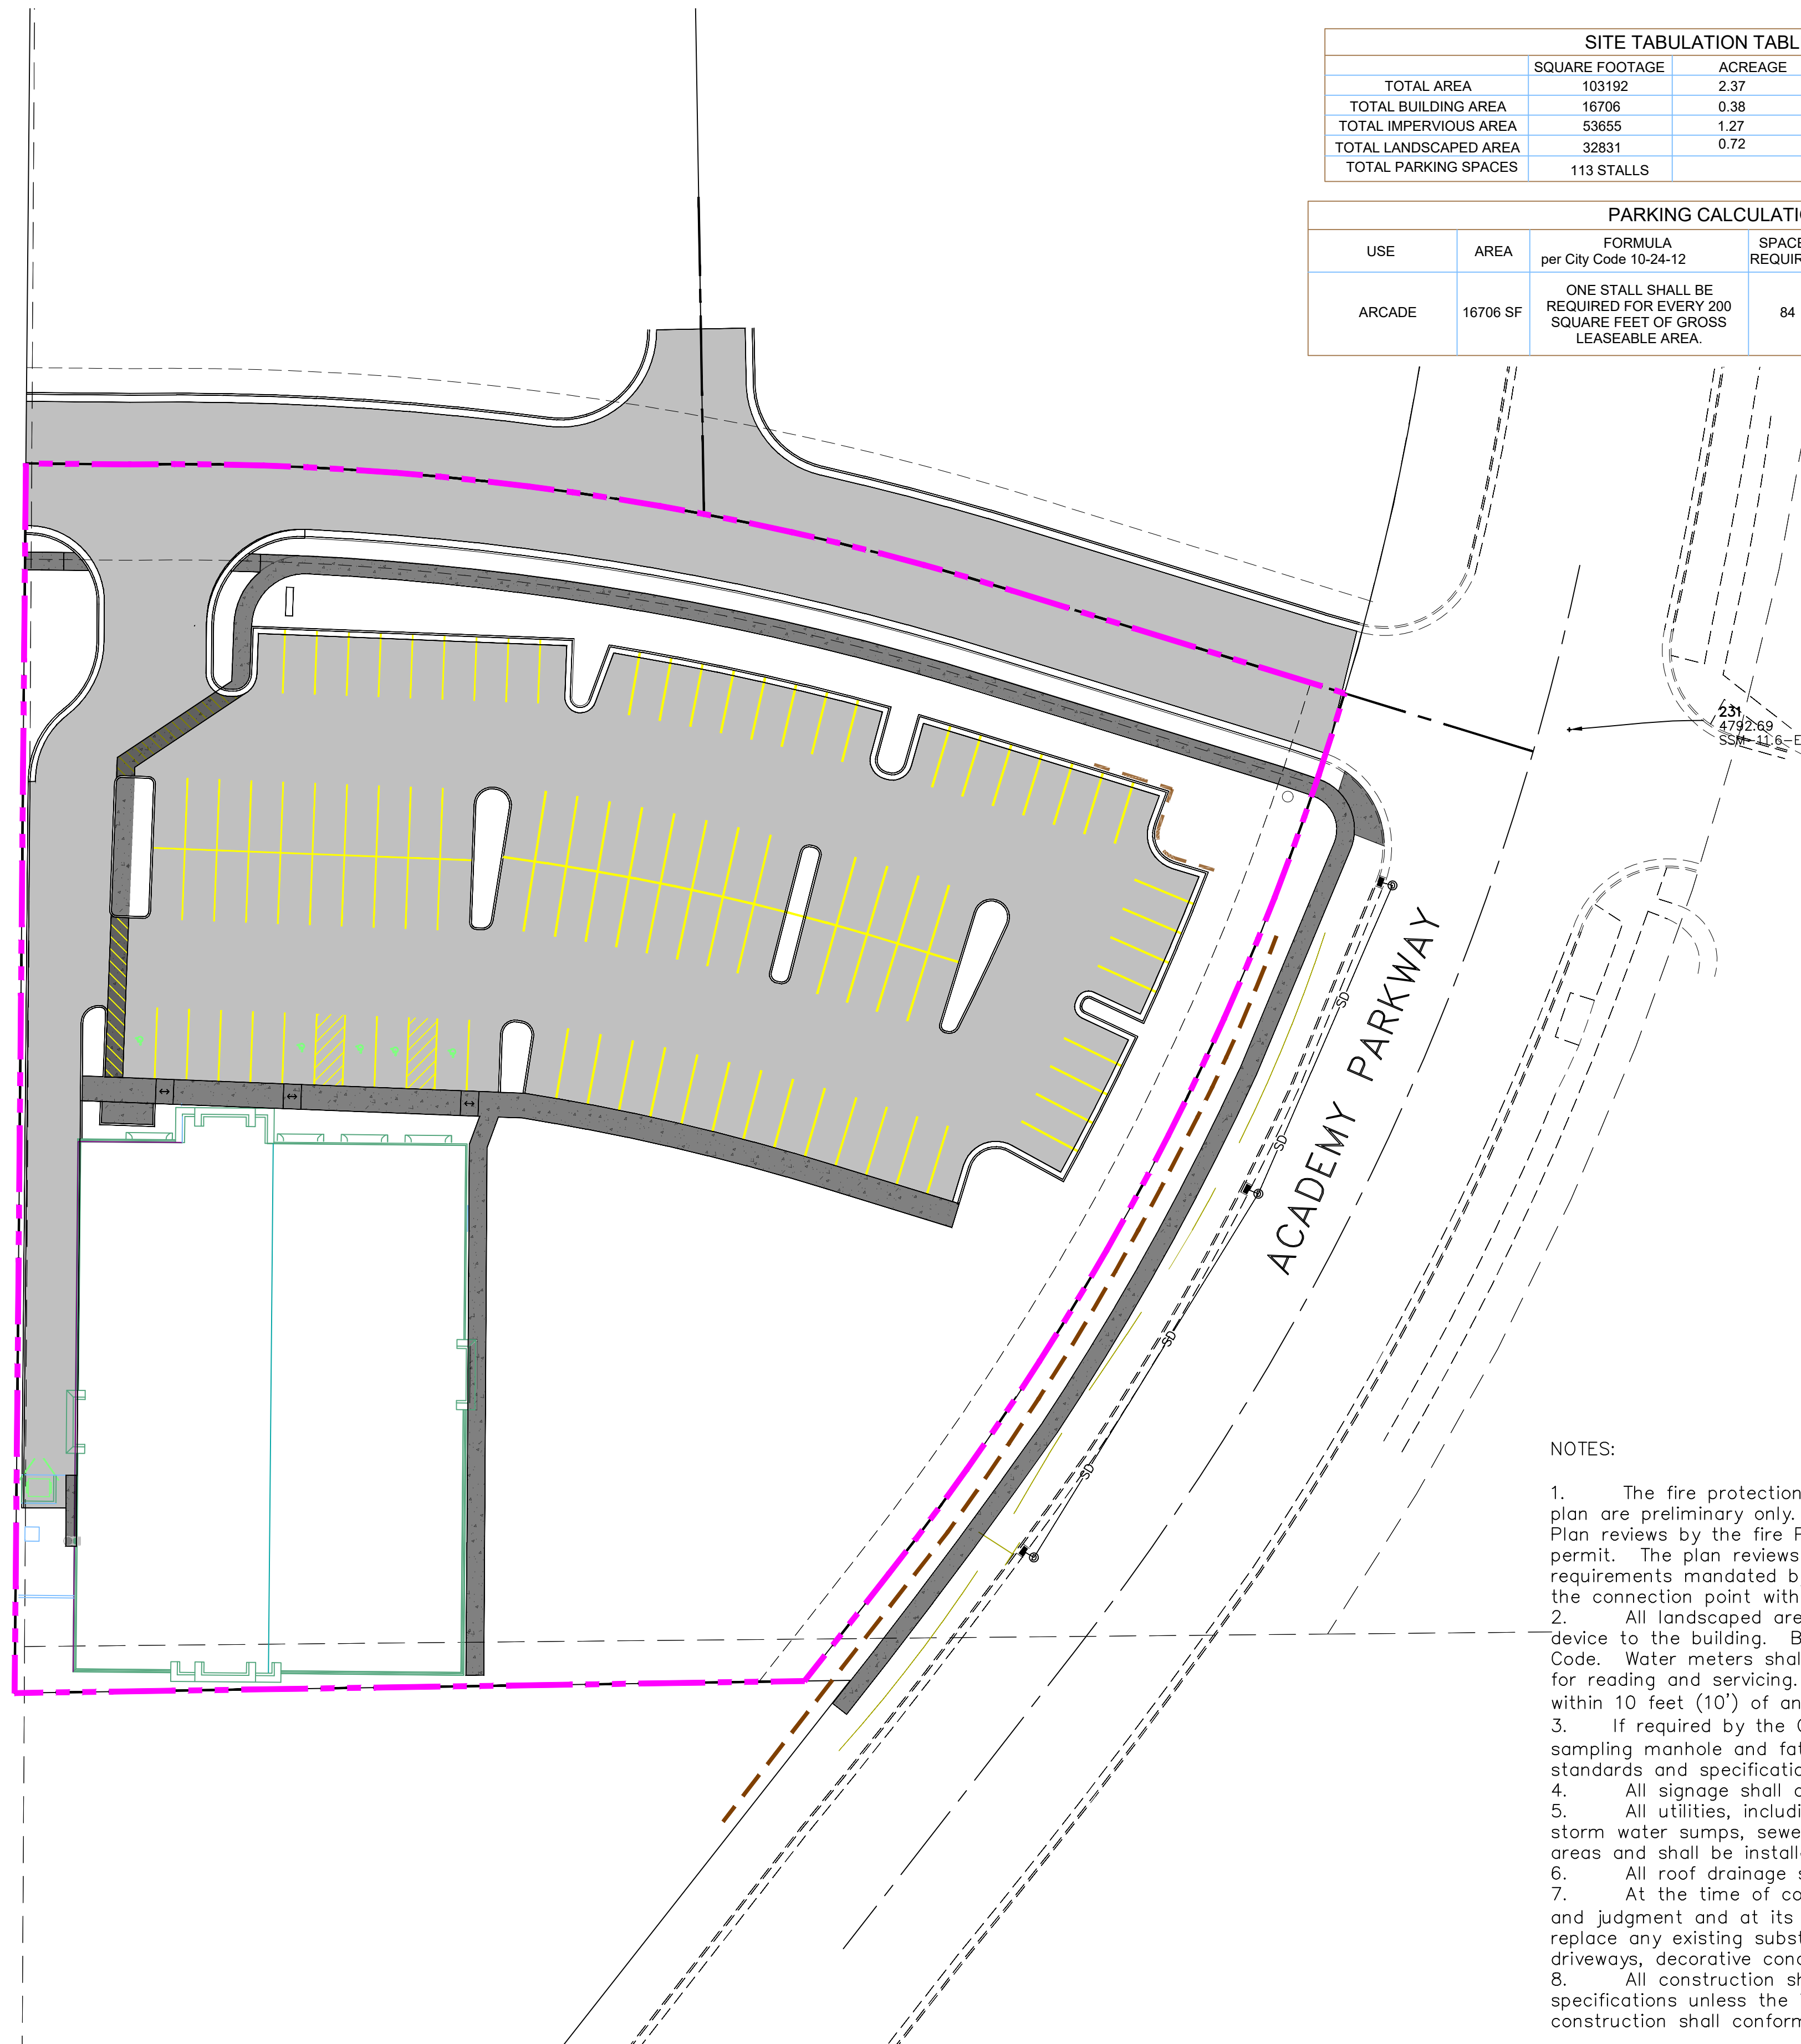 SITE TABULATION TABL
SQUARE FOOTAGE ACREAGE
TOTAL AREA 103192 2.37
TOTAL BUILDING AREA 16706 0.38
TOTAL IMPERVIOUS AREA 53655 1.27
TOTAL LANDSCAPED AREA 32831 0.72
TOTAL PARKING SPACES 113 STALLS
PARKING CALCULATI
USE AREA FORMULA
per City Code 10-24-12
SPACE
REQUIR
ARCADE 16706 SF
ONE STALL SHALL BE
REQUIRED FOR EVERY 200
SQUARE FEET OF GROSS
LEASEABLE AREA.
84
231
4792.69
SSM-11.6-E
ACADEMY PARKWAY
SD
SD
SD
SD
NOTES:
1. The fire protection
plan are preliminary only.
Plan reviews by the fire P
permit. The plan reviews
requirements mandated b
the connection point with
2. All landscaped are
device to the building. B
Code. Water meters shal
for reading and servicing.
within 10 feet (10') of an
3. If required by the C
sampling manhole and fat
standards and specificatio
4. All signage shall c
5. All utilities, includi
storm water sumps, sewe
areas and shall be install
6. All roof drainage s
7. At the time of co
and judgment and at its
replace any existing subst
driveways, decorative conc
8. All construction sh
specifications unless the
construction shall conform